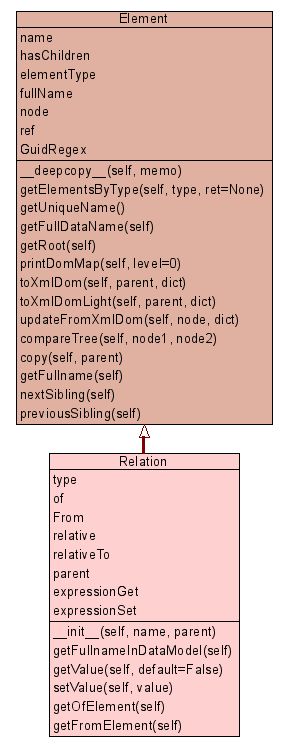 Element
name
hasChildren
elementType
fullName
node
ref
GuidRegex
__deepcopy__(self, memo)
getElementsByType(self, type, ret=None)
getUniqueName()
getFullDataName(self)
getRoot(self)
printDomMap(self, level=0)
toXmlDom(self, parent, dict)
toXmlDomLight(self, parent, dict)
updateFromXmlDom(self, node, dict)
compareTree(self, node1, node2)
copy(self, parent)
getFullname(self)
nextSibling(self)
previousSibling(self)
Relation
type
of
From
relative
relativeTo
parent
expressionGet
expressionSet
__init__(self, name, parent)
getFullnameInDataModel(self)
getValue(self, default=False)
setValue(self, value)
getOfElement(self)
getFromElement(self)